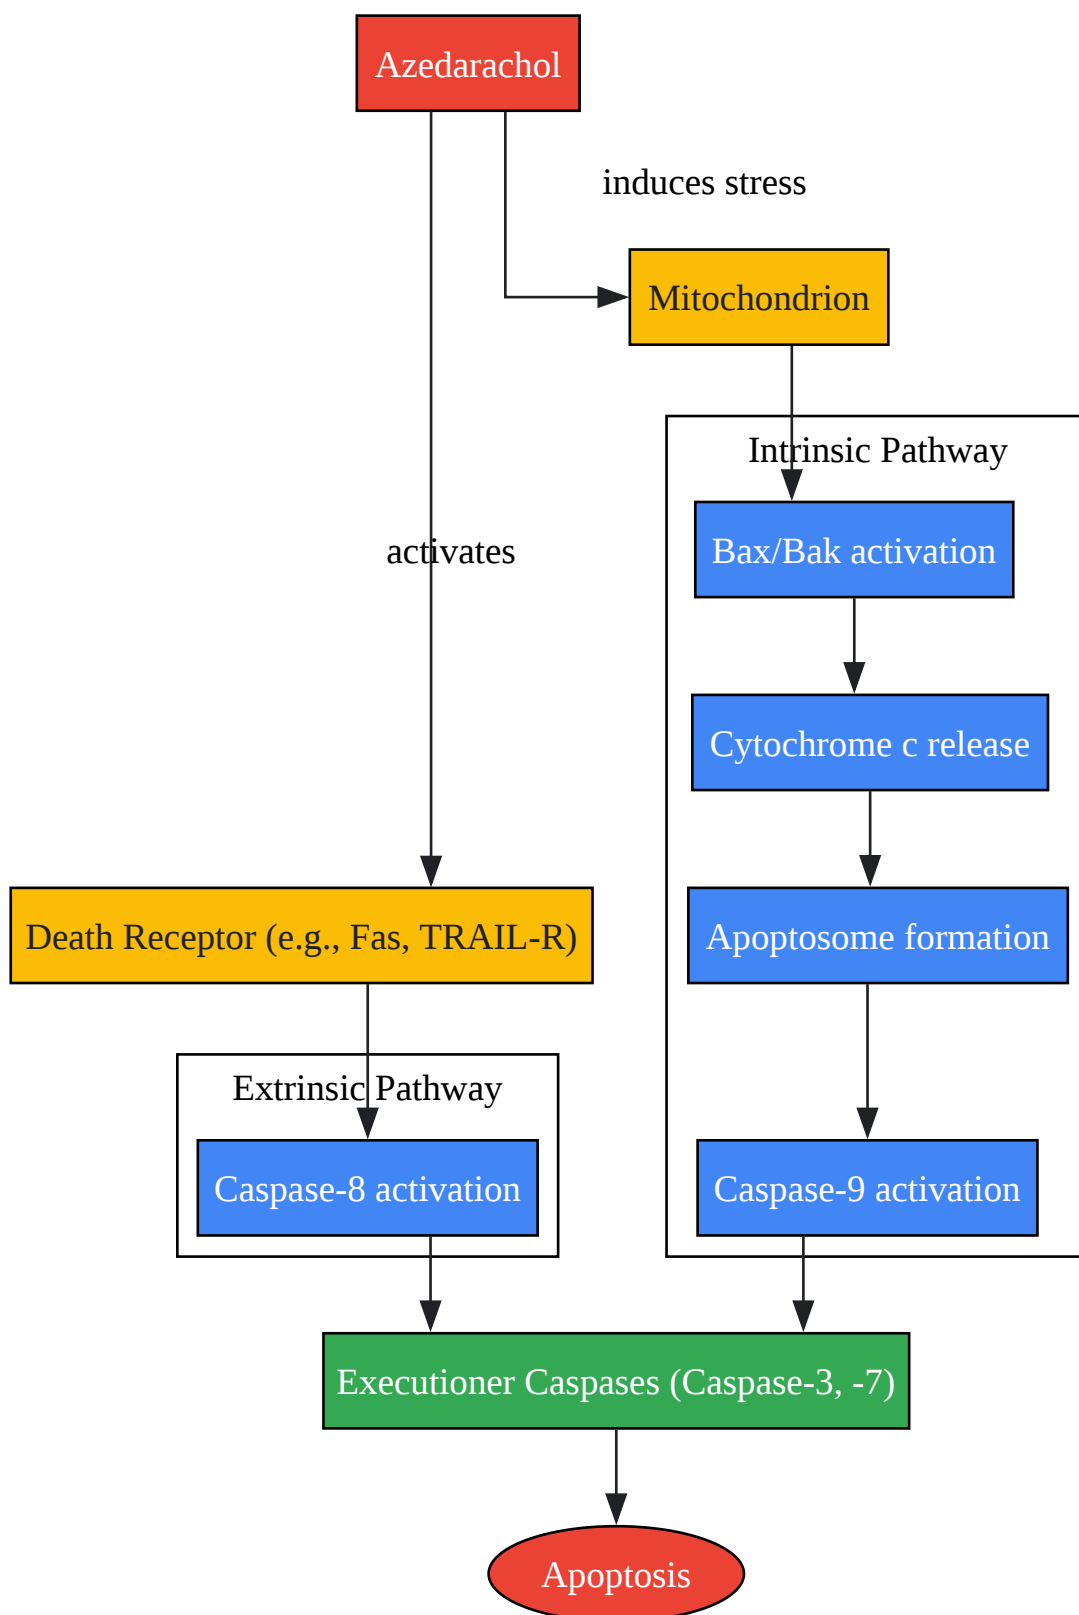 Azedarachol
induces stress
Mitochondrion
Intrinsic Pathway
Bax/Bak activation
activates
Cytochrome c release
Death Receptor (e.g., Fas, TRAIL-R)
Apoptosome formation
Extrinsic Pathway
Caspase-8 activation
Caspase-9 activation
Executioner Caspases (Caspase-3, -7)
Apoptosis